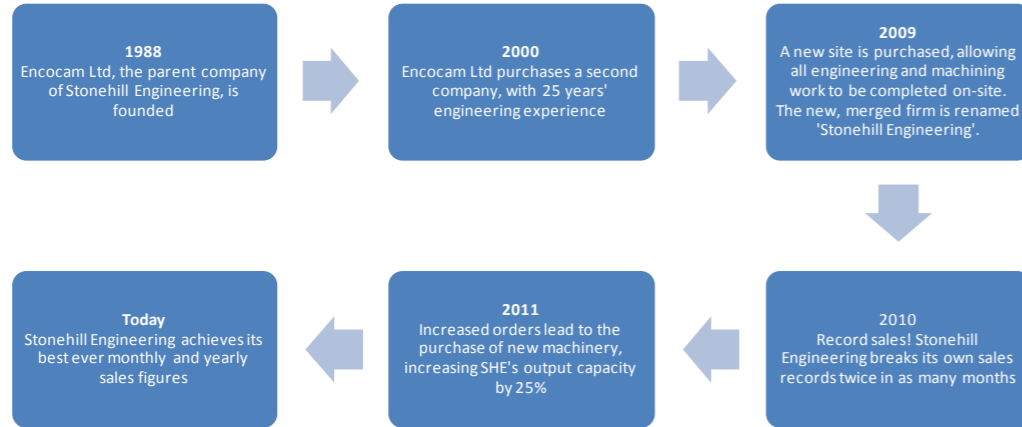 1988
Encocam Ltd, the parent company
of Stonehill Engineering, is
founded
2000
Encocam Ltd purchases a second
company, with 25 years'
engineering experience
2009
A new site is purchased, allowing
all engineering and machining
work to be completed on-site.
The new, merged firm is renamed
'Stonehill Engineering'.
2010
Record sales! Stonehill
Engineering breaks its own sales
records twice in as many months
2011
Increased orders lead to the
purchase of new machinery,
increasing SHE's output capacity
by 25%
Today
Stonehill Engineering achieves its
best ever monthly and yearly
sales figures